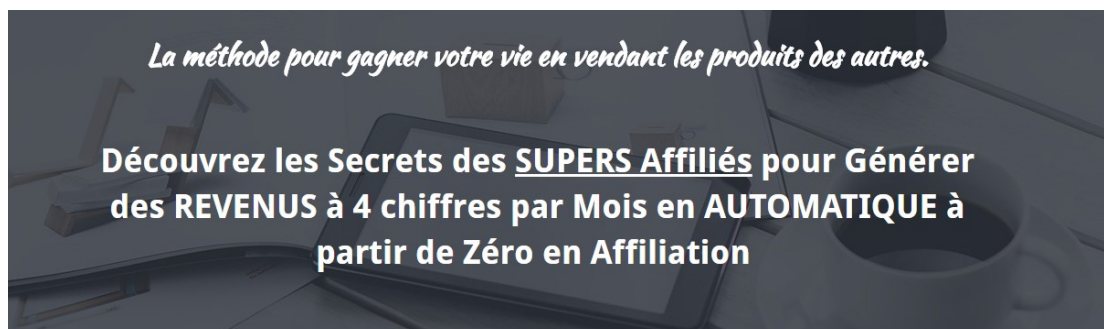 La méthode pour gagner votre vie en vendant les produits des autres.
Découvrez les Secrets des SUPERS Affiliés pour Générer
des REVENUS à 4 chiffres par Mois en AUTOMATIQUE à
partir de Zéro en Affiliation